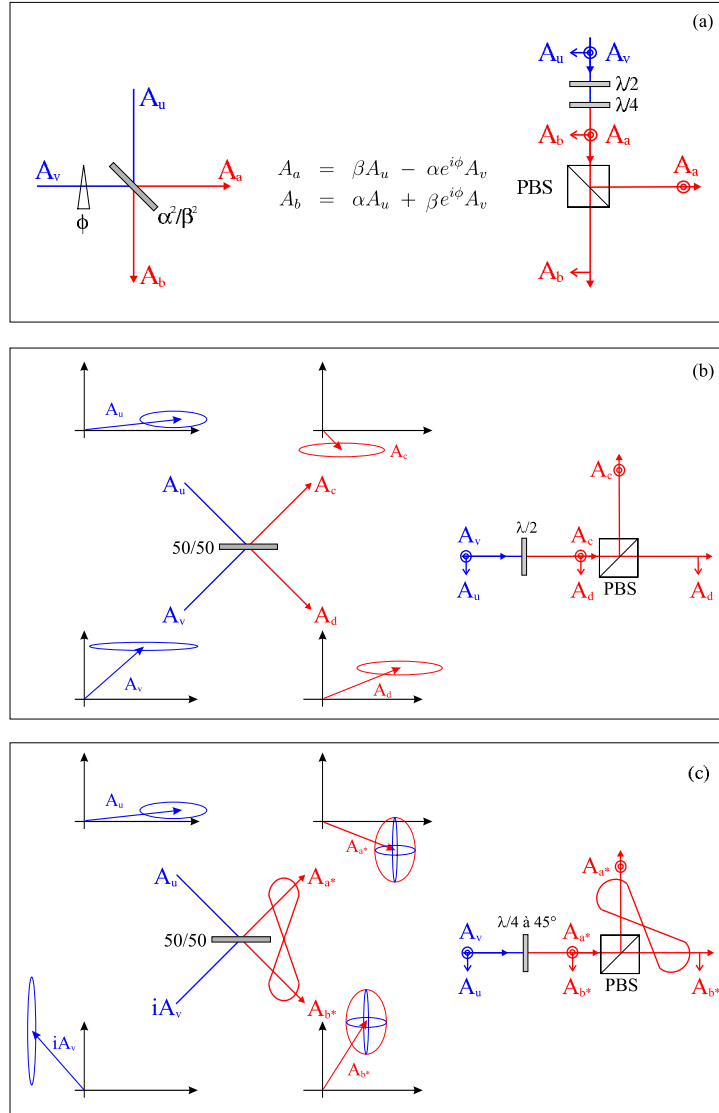 (a)
A_u
A_v
A_a
A_b
ϕ
α²/β²
A_a = βA_u − αe^{iϕ}A_v
A_b = αA_u + βe^{iϕ}A_v
A_u A_v
λ/2
λ/4
A_b A_a
PBS
A_a
A_b
(b)
A_u
A_c
A_u
A_c
50/50
A_v
A_d
A_v
A_d
A_c
λ/2
A_v
A_c
A_u
A_d
A_d
PBS
(c)
A_u
A_a*
A_u
A_a*
50/50
iA_v
A_b*
iA_v
A_b*
A_a*
λ/4 à 45°
A_v
A_a*
A_u
A_b*
A_b*
PBS